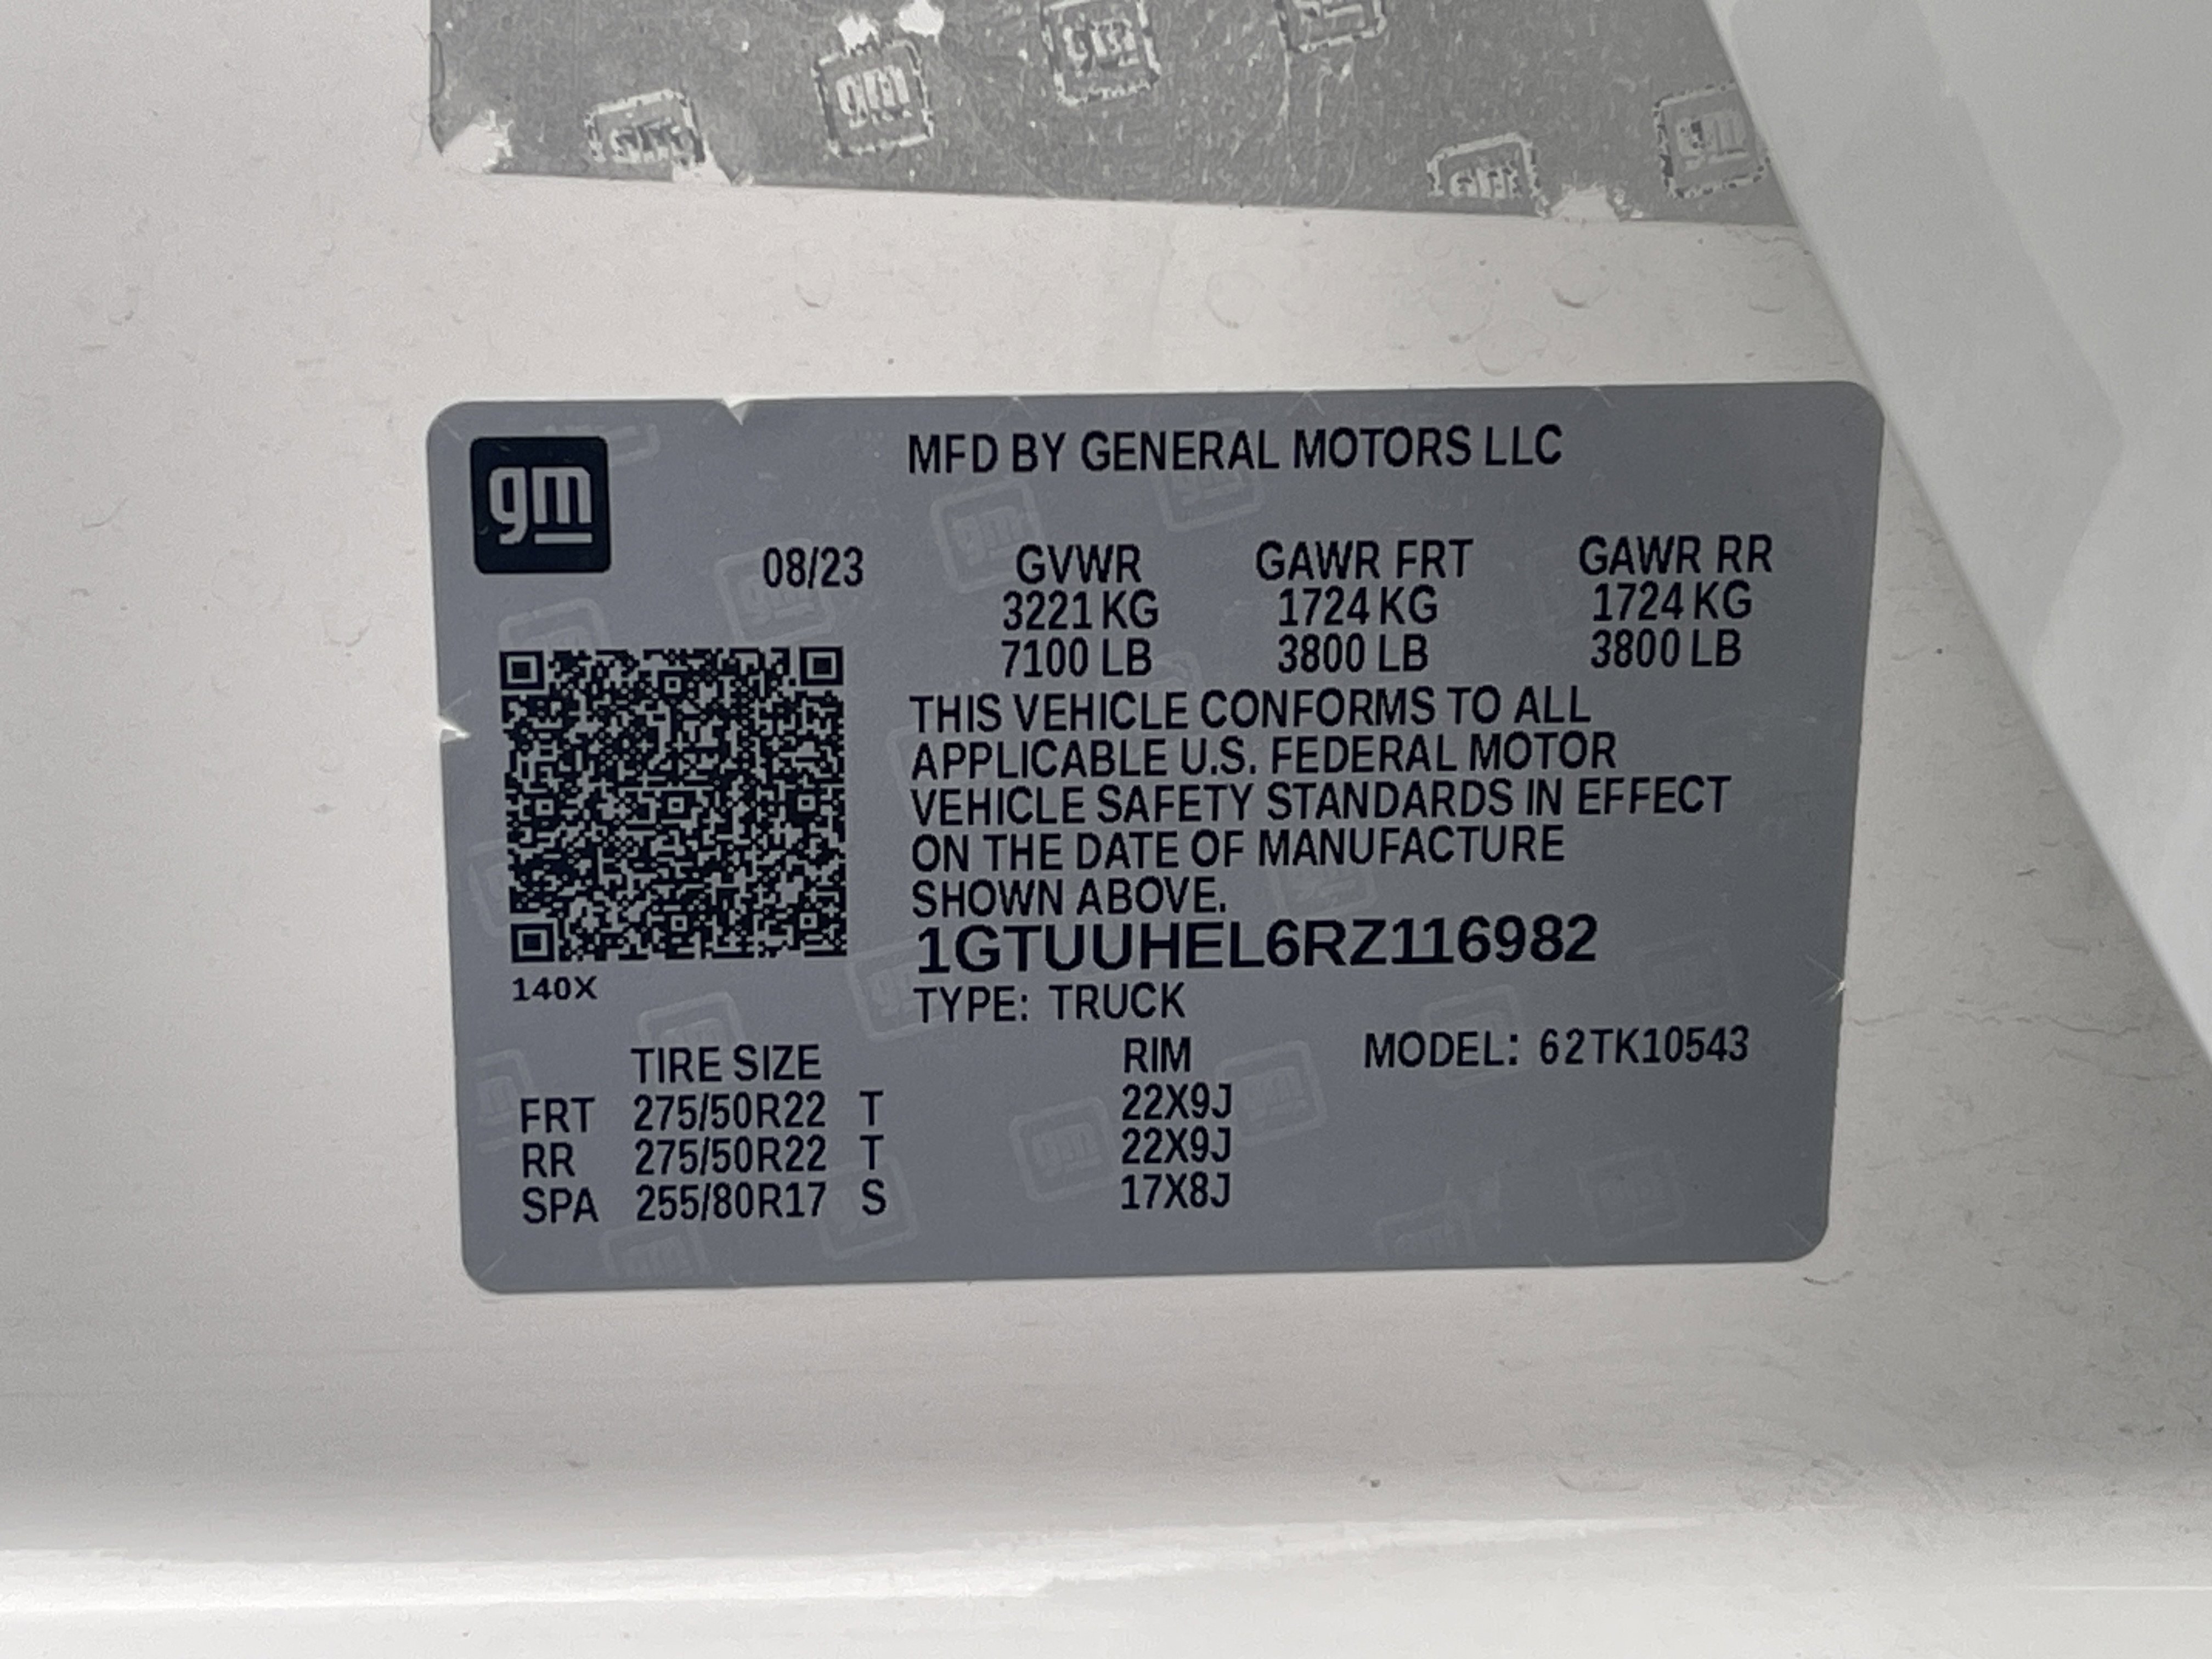 gm
MFD BY GENERAL MOTORS LLC
08/23 GVWR GAWR FRT GAWR RR
3221 KG 1724 KG 1724 KG
7100 LB 3800 LB 3800 LB
THIS VEHICLE CONFORMS TO ALL
APPLICABLE U.S. FEDERAL MOTOR
VEHICLE SAFETY STANDARDS IN EFFECT
ON THE DATE OF MANUFACTURE
SHOWN ABOVE.
1GTUUHEL6RZ116982
140X
TYPE: TRUCK
TIRE SIZE RIM MODEL: 62TK10543
FRT 275/50R22 T 22X9J
RR 275/50R22 T 22X9J
SPA 255/80R17 S 17X8J